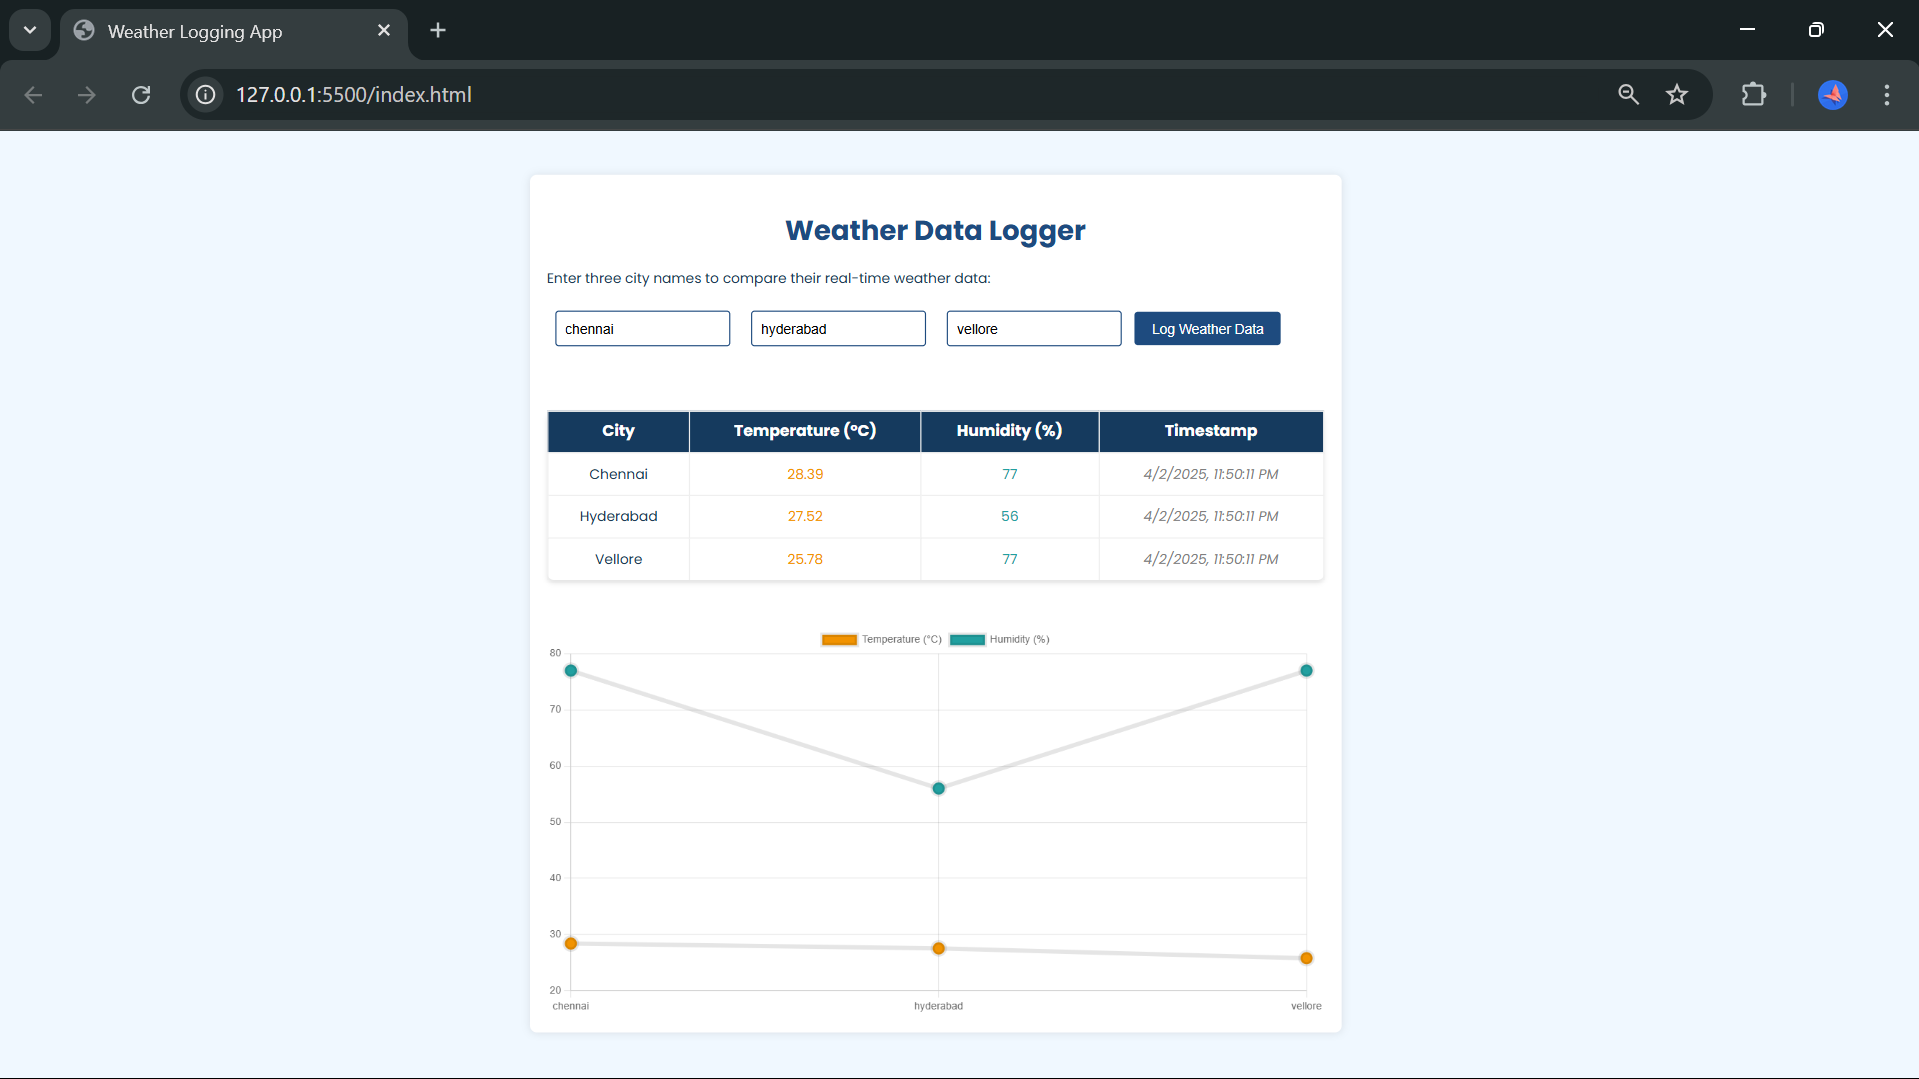 Weather Logging App
127.0.0.1:5500/index.html
Weather Data Logger
Enter three city names to compare their real-time weather data:
chennai hyderabad vellore Log Weather Data
City Temperature (°C) Humidity (%) Timestamp
Chennai 28.39 77 4/2/2025, 11:50:11 PM
Hyderabad 27.52 56 4/2/2025, 11:50:11 PM
Vellore 25.78 77 4/2/2025, 11:50:11 PM
Temperature (°C) Humidity (%)
80
70
60
50
40
30
20
chennai hyderabad vellore